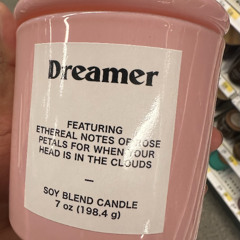 Dreamer
FEATURING
ETHEREAL NOTES OF ROSE
PETALS FOR WHEN YOUR
HEAD IS IN THE CLOUDS
—
SOY BLEND CANDLE
7 oz (198.4 g)